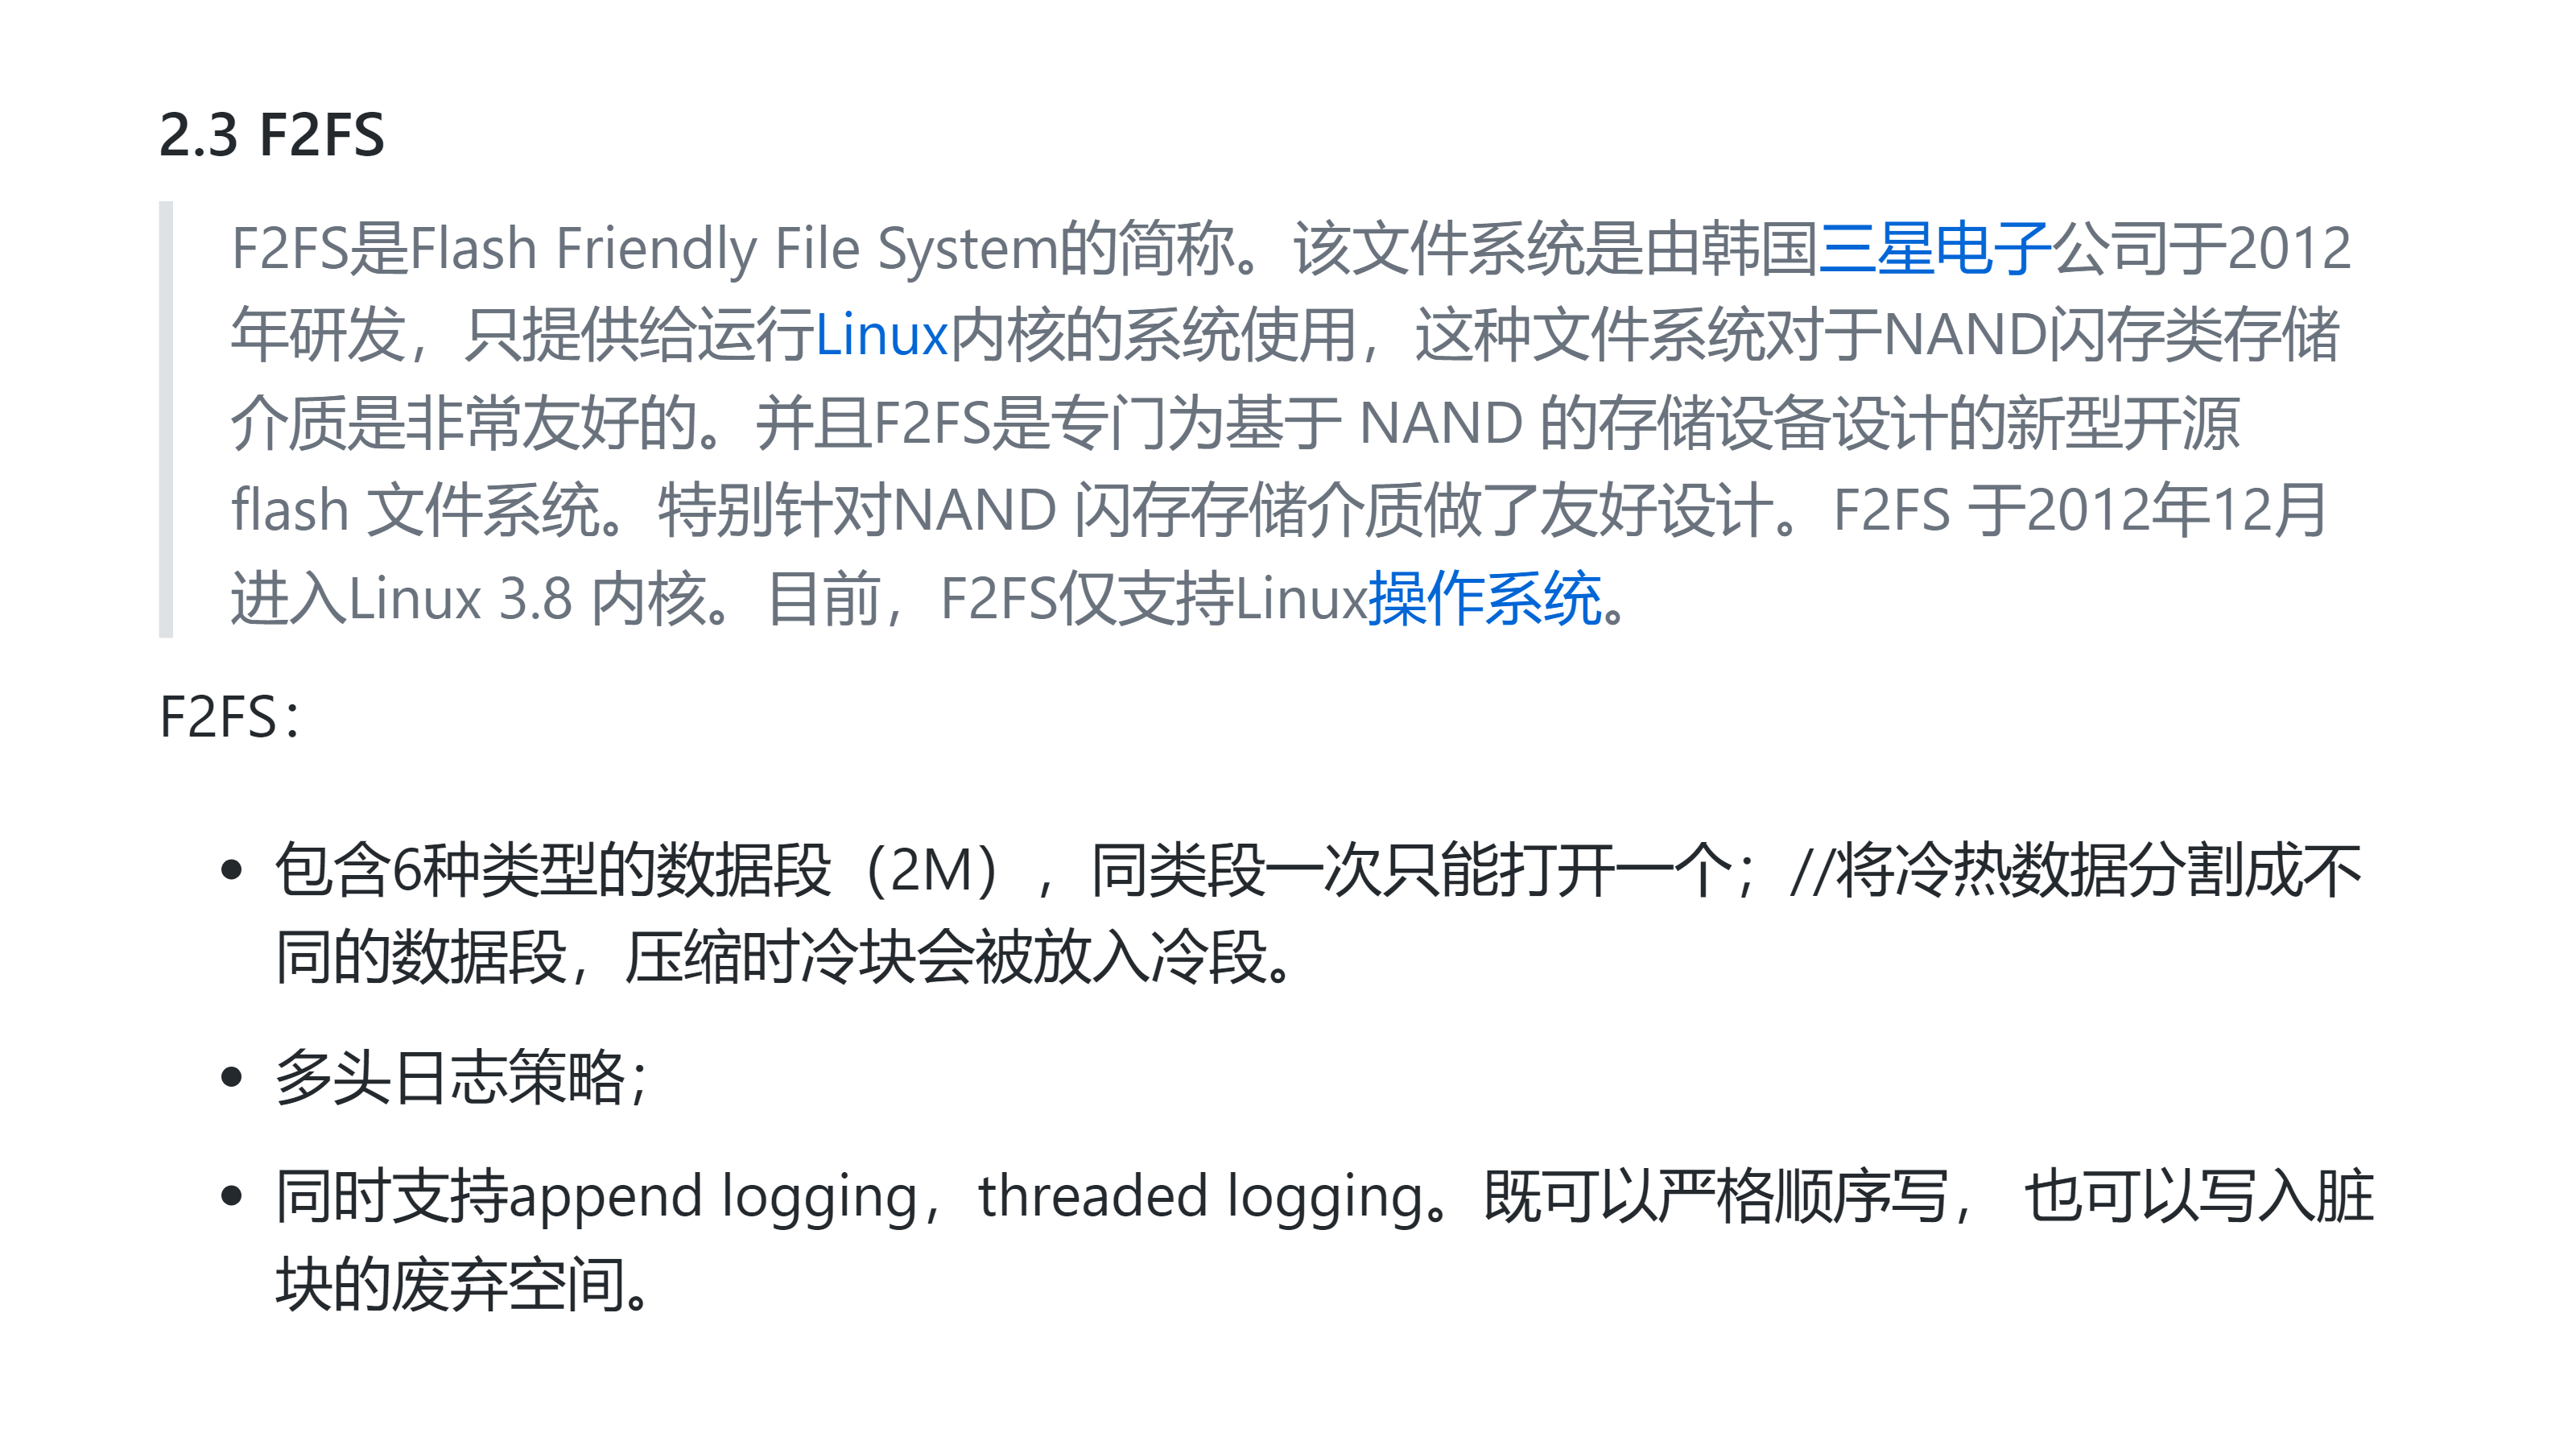 2.3 F2FS
F2FS是Flash Friendly File System的简称。该文件系统是由韩国三星电子公司于2012
年研发，只提供给运行Linux内核的系统使用，这种文件系统对于NAND闪存类存储
介质是非常友好的。并且F2FS是专门为基于 NAND 的存储设备设计的新型开源
flash 文件系统。特别针对NAND 闪存存储介质做了友好设计。F2FS 于2012年12月
进入Linux 3.8 内核。目前，F2FS仅支持Linux操作系统。
F2FS：
• 包含6种类型的数据段（2M），同类段一次只能打开一个；//将冷热数据分割成不
同的数据段，压缩时冷块会被放入冷段。
• 多头日志策略；
• 同时支持append logging，threaded logging。既可以严格顺序写， 也可以写入脏
块的废弃空间。